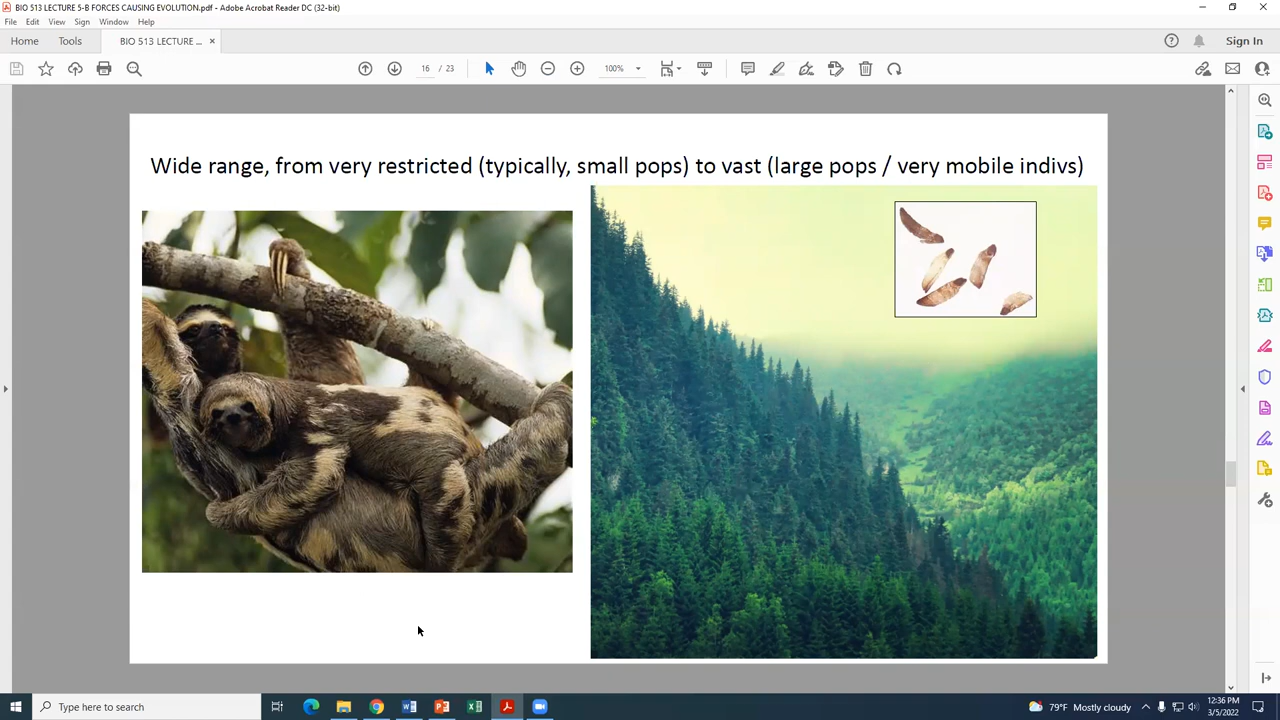 BIO 513 LECTURE 5-B FORCES CAUSING EVOLUTION.pdf - Adobe Acrobat Reader DC (32-bit)
File Edit View Sign Window Help
Home Tools BIO 513 LECTURE ... × Sign In
16 / 23 100%
Wide range, from very restricted (typically, small pops) to vast (large pops / very mobile indivs)
Type here to search 79°F Mostly cloudy 12:36 PM
3/5/2022